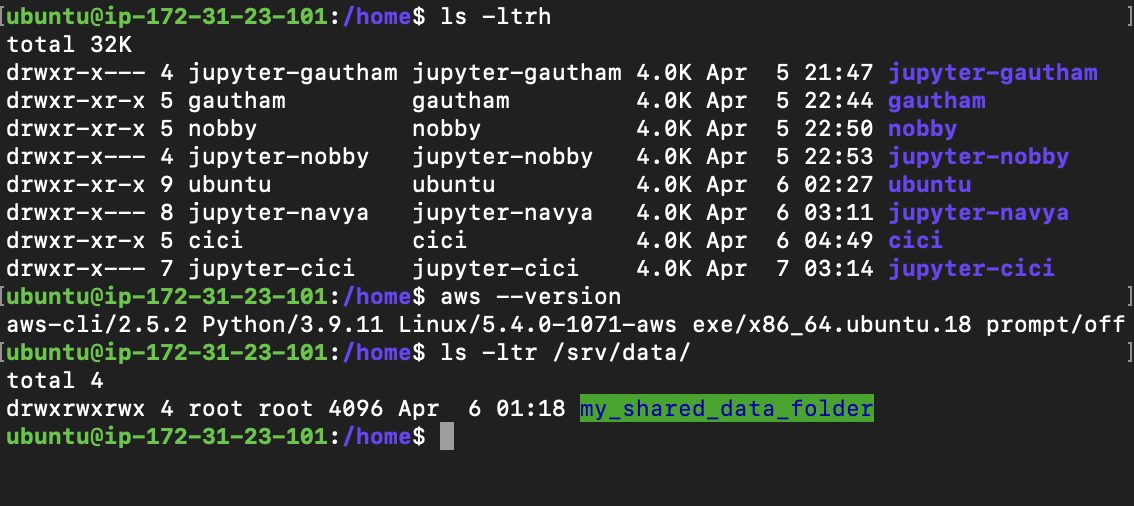 [ubuntu@ip-172-31-23-101:/home$ ls -ltrh ]
total 32K
drwxr-x--- 4 jupyter-gautham jupyter-gautham 4.0K Apr  5 21:47 jupyter-gautham
drwxr-xr-x 5 gautham         gautham         4.0K Apr  5 22:44 gautham
drwxr-xr-x 5 nobby           nobby           4.0K Apr  5 22:50 nobby
drwxr-x--- 4 jupyter-nobby   jupyter-nobby   4.0K Apr  5 22:53 jupyter-nobby
drwxr-xr-x 9 ubuntu          ubuntu          4.0K Apr  6 02:27 ubuntu
drwxr-x--- 8 jupyter-navya   jupyter-navya   4.0K Apr  6 03:11 jupyter-navya
drwxr-xr-x 5 cici            cici            4.0K Apr  6 04:49 cici
drwxr-x--- 7 jupyter-cici    jupyter-cici    4.0K Apr  7 03:14 jupyter-cici
[ubuntu@ip-172-31-23-101:/home$ aws --version ]
aws-cli/2.5.2 Python/3.9.11 Linux/5.4.0-1071-aws exe/x86_64.ubuntu.18 prompt/off
[ubuntu@ip-172-31-23-101:/home$ ls -ltr /srv/data/ ]
total 4
drwxrwxrwx 4 root root 4096 Apr  6 01:18 my_shared_data_folder
ubuntu@ip-172-31-23-101:/home$